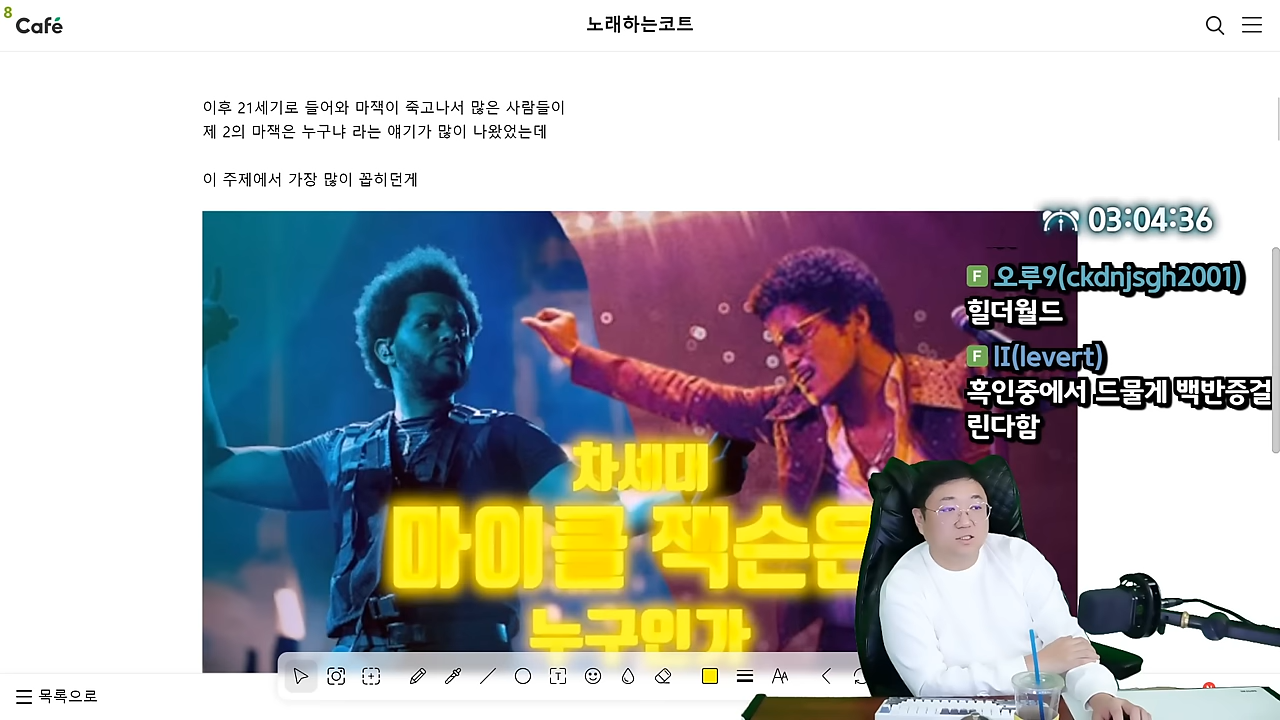 8
Café
노래하는코트
이후 21세기로 들어와 마잭이 죽고나서 많은 사람들이
제 2의 마잭은 누구냐 라는 얘기가 많이 나왔었는데
이 주제에서 가장 많이 꼽히던게
03:04:36
F 오루9(ckdnjsgh2001)
힐더월드
F lI(levert)
흑인중에서 드물게 백반증걸
린다함
차세대
마이클 잭슨은
누구인가
목록으로